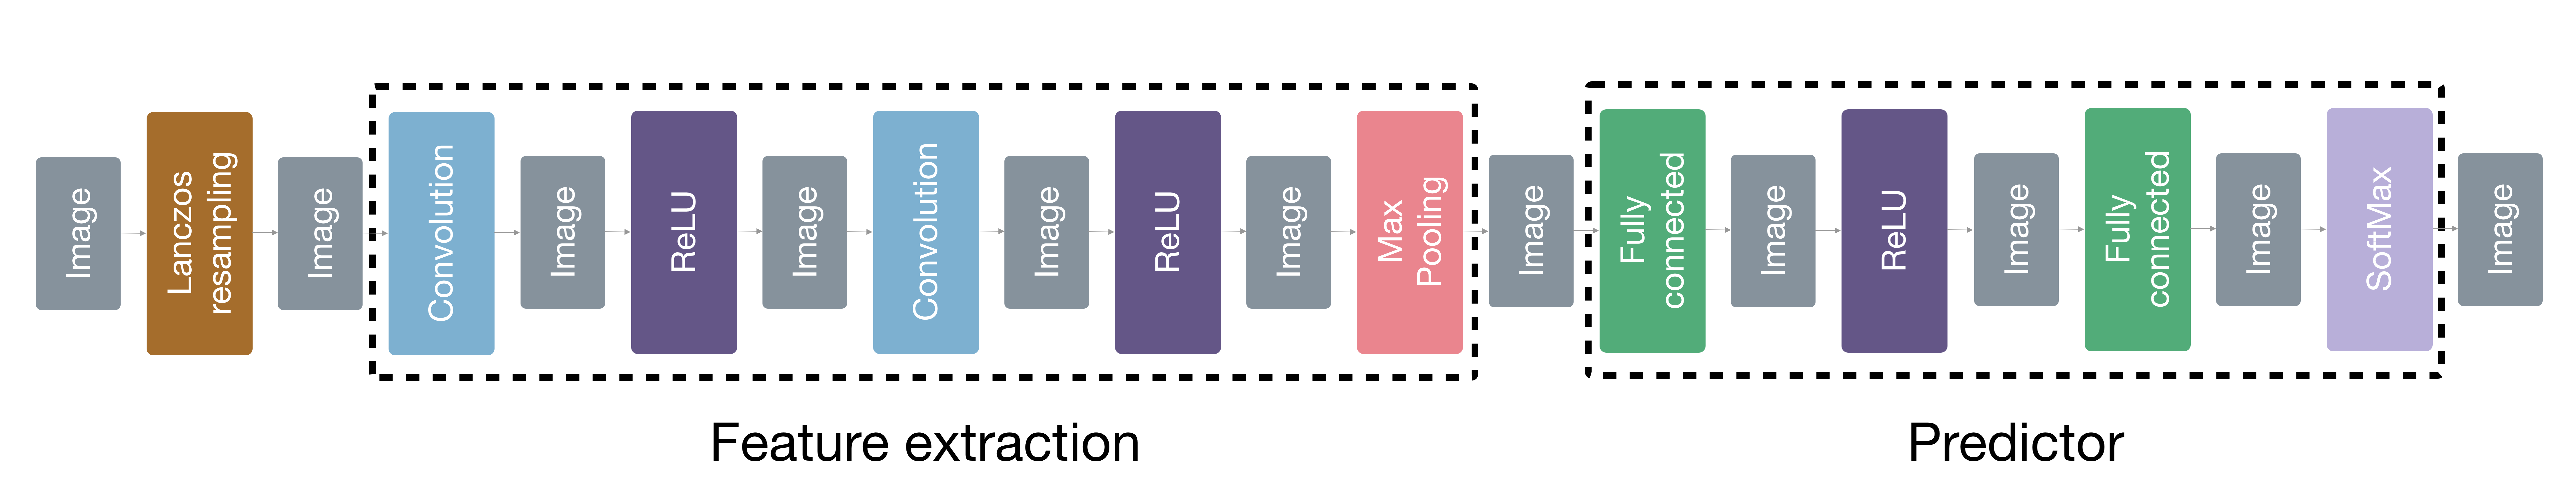 Image
Lanczos
resampling
Image
Convolution
Image
ReLU
Image
Convolution
Image
ReLU
Image
Max
Pooling
Image
Fully
connected
Image
ReLU
Image
Fully
connected
Image
SoftMax
Image
Feature extraction
Predictor